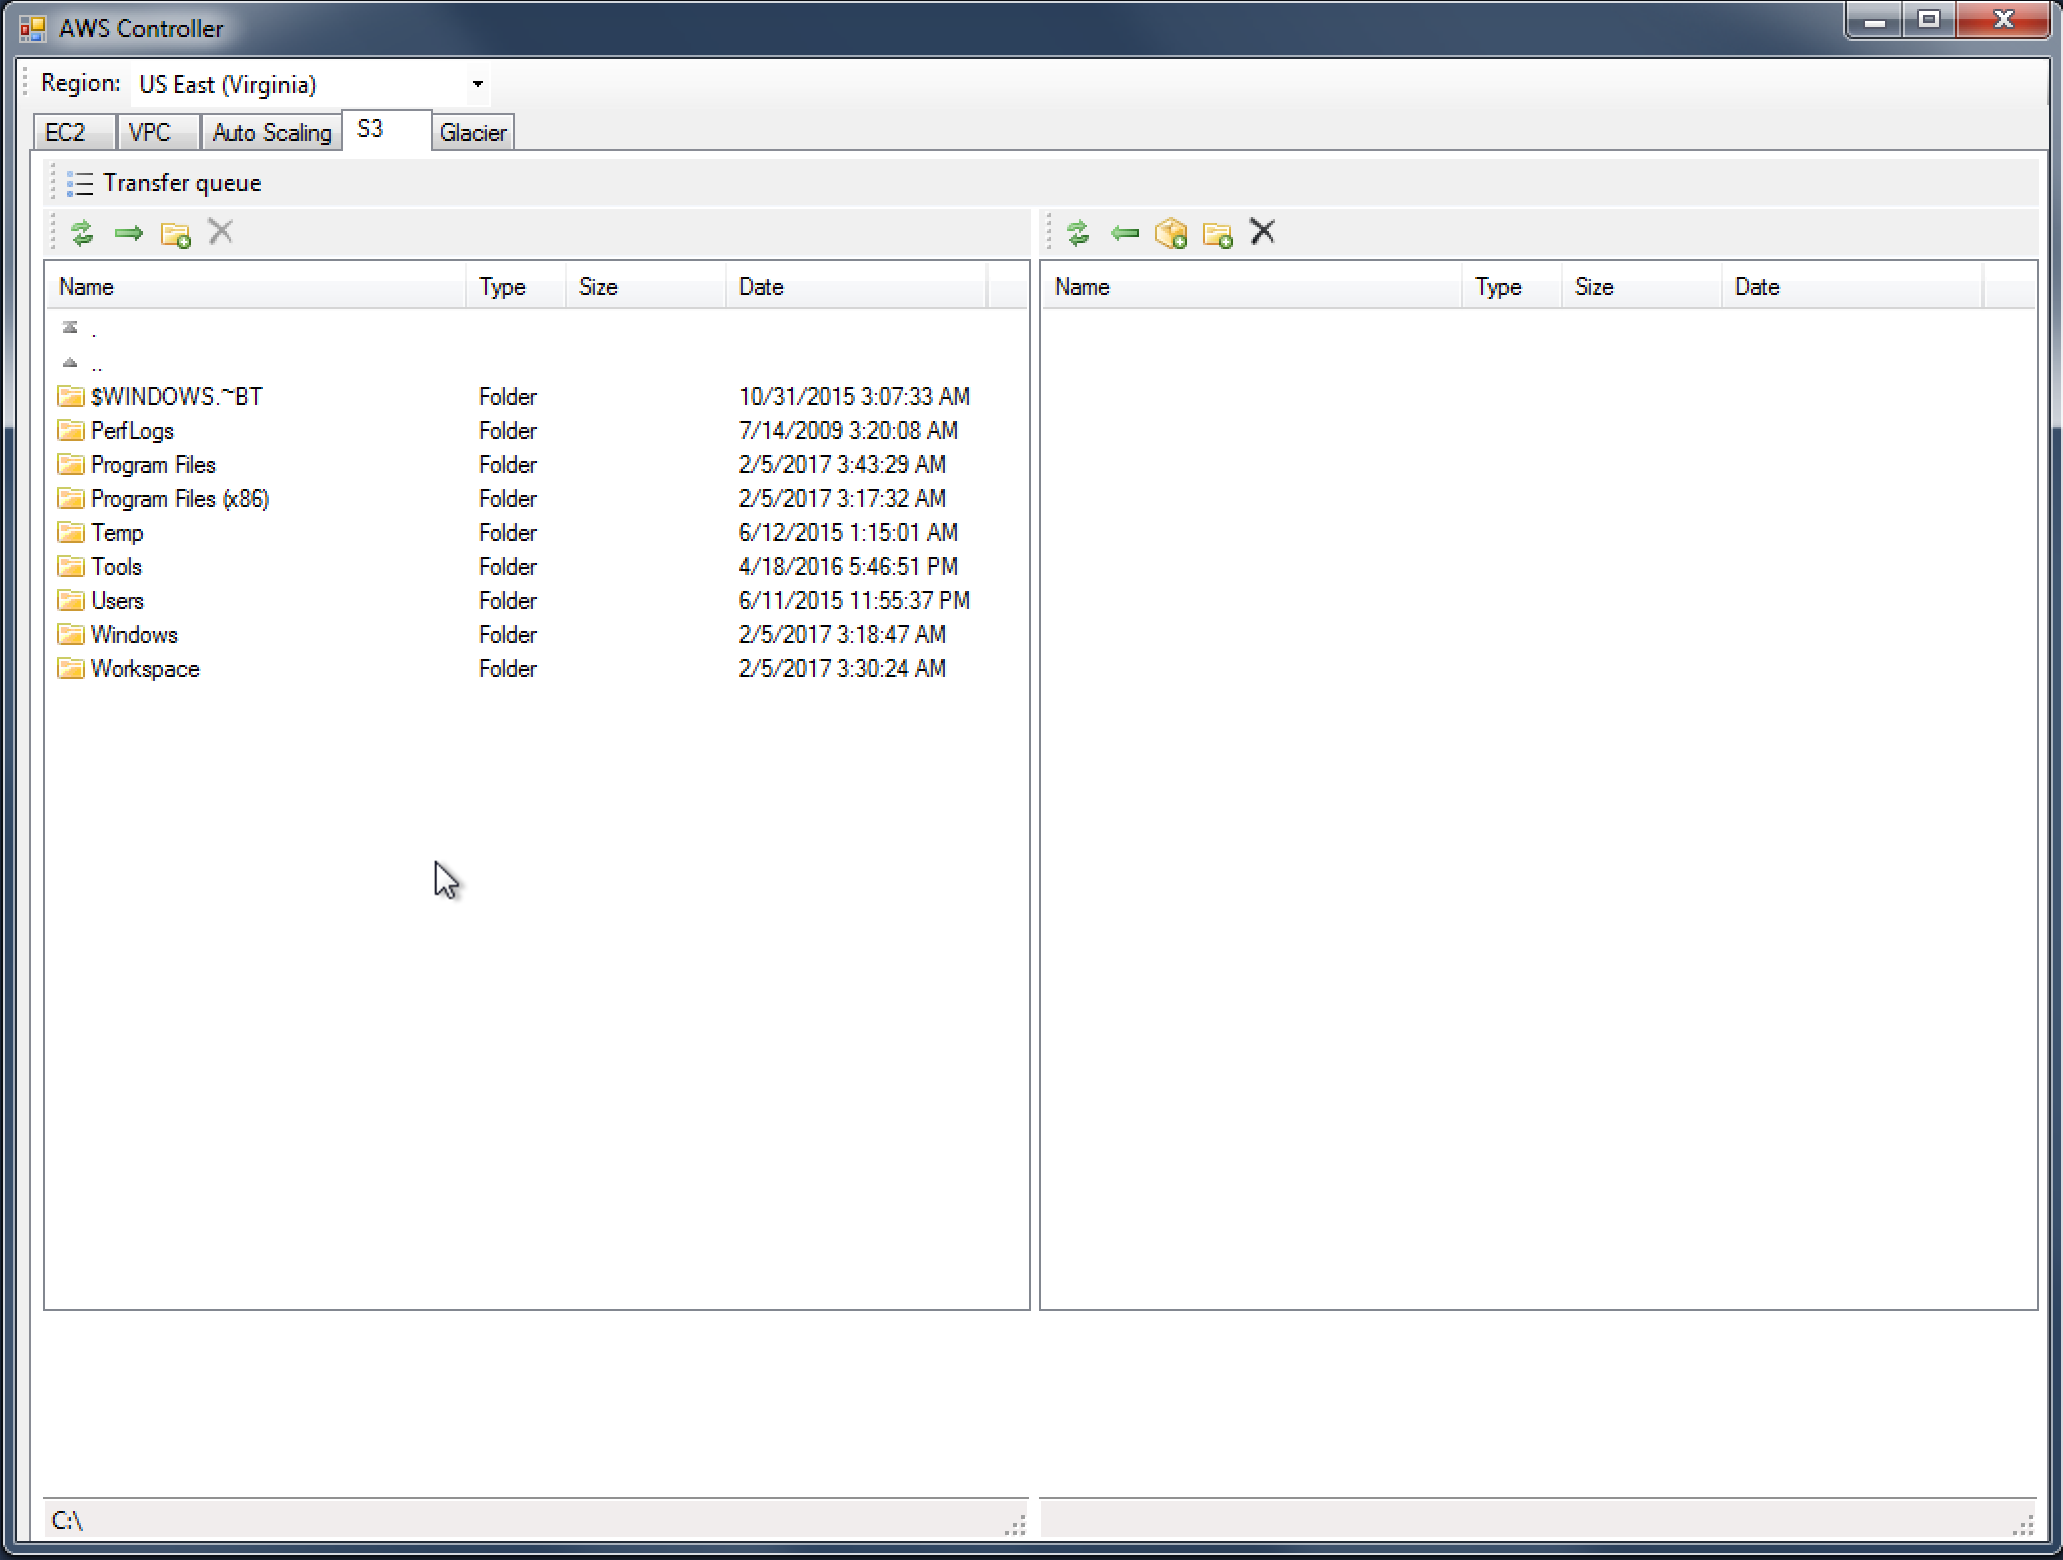 AWS Controller
Region: US East (Virginia)
EC2 VPC Auto Scaling S3 Glacier
Transfer queue
Name Type Size Date Name Type Size Date
.
..
$WINDOWS.~BT Folder 10/31/2015 3:07:33 AM
PerfLogs Folder 7/14/2009 3:20:08 AM
Program Files Folder 2/5/2017 3:43:29 AM
Program Files (x86) Folder 2/5/2017 3:17:32 AM
Temp Folder 6/12/2015 1:15:01 AM
Tools Folder 4/18/2016 5:46:51 PM
Users Folder 6/11/2015 11:55:37 PM
Windows Folder 2/5/2017 3:18:47 AM
Workspace Folder 2/5/2017 3:30:24 AM
C:\